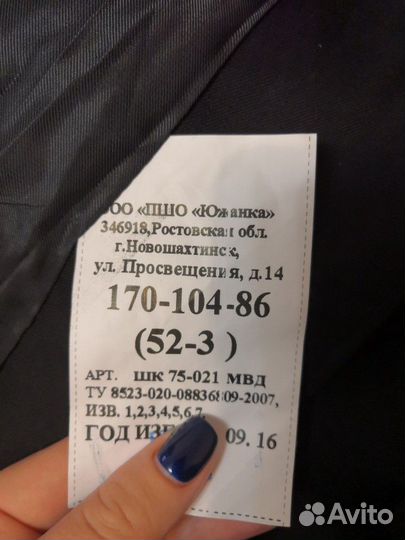 ООО «ПШО «Южанка»
346918,Ростовская обл.
г.Новошахтинск,
ул. Просвещения, д.14
170-104-86
(52-3 )
АРТ. ШК 75-021 МВД
ТУ 8523-020-08836809-2007,
ИЗВ. 1,2,3,4,5,6,7.
ГОД 09. 16
Avito